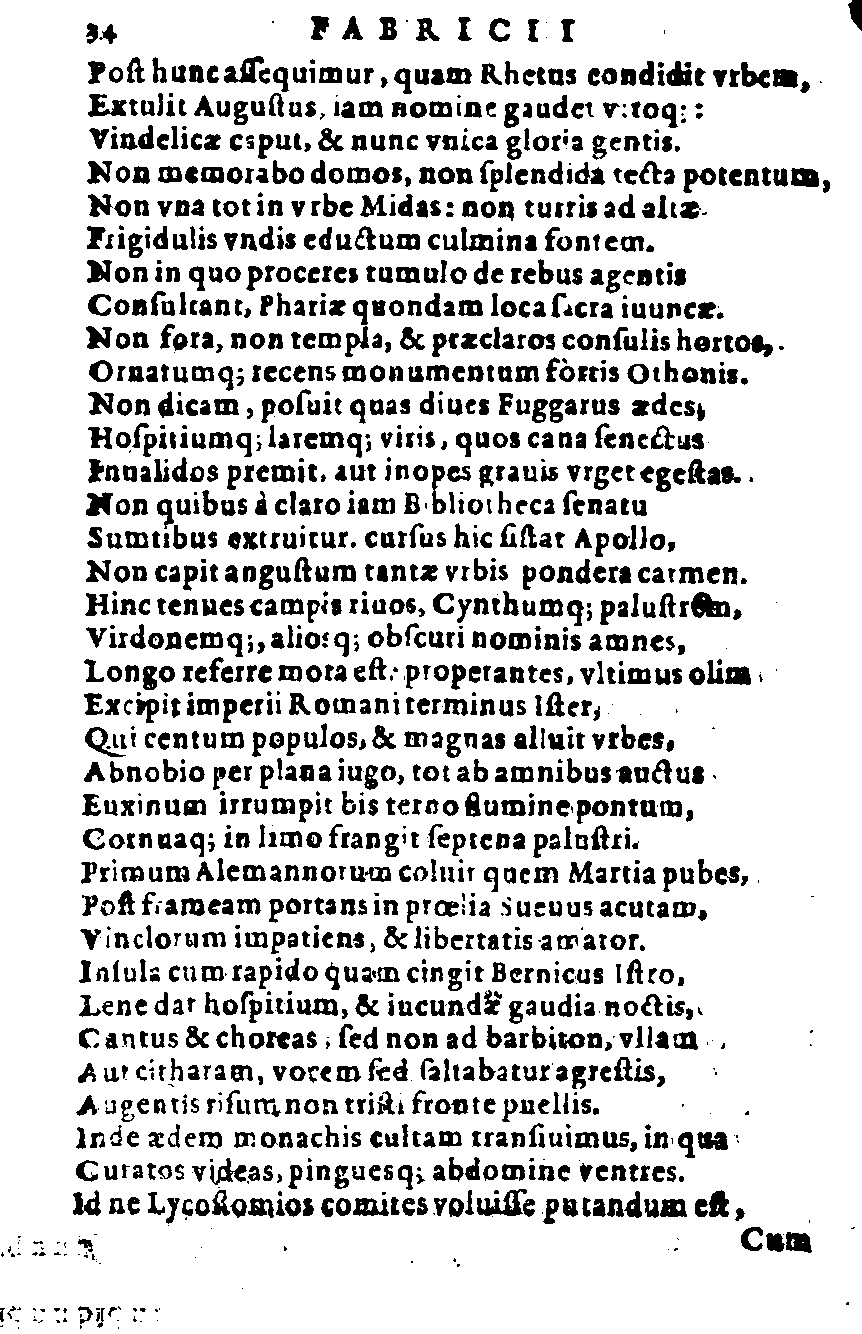 34 FABRICII
Poſt hunc aſſequimur, quam Rhetus condidit vrbem,
Extulit Auguſtus, iam nomine gaudet vtroq;:
Vindelicæ caput, & nunc vnica gloria gentis.
Non memorabo domos, non ſplendida tecta potentum,
Non vna tot in vrbe Midas: non turris ad altæ
Frigidulis vndis eductum culmina fontem.
Non in quo proceres tumulo de rebus agentis
Conſultant, Phariæ quondam loca ſacra iuuncæ.
Non fora, non templa, & præclaros conſulis hortos,
Ornatumq; recens monumentum fortis Othonis.
Non dicam, poſuit quas diues Fuggarus ædes,
Hoſpitiumq; laremq; viris, quos cana ſenectus
Inualidos premit, aut inopes grauis vrget egeſtas.
Non quibus à claro iam Bibliotheca ſenatu
Sumtibus extruitur. curſus hic ſiſtat Apollo,
Non capit anguſtum tantæ vrbis pondera carmen.
Hinc tenues campis riuos, Cynthumq; paluſtrem,
Virdonemq;, alioſq; obſcuri nominis amnes,
Longo referre mora eſt: properantes, vltimus olim
Excipit imperii Romani terminus Iſter,
Qui centum populos, & magnas alluit vrbes,
Abnobio per plana iugo, tot ab amnibus auctus
Euxinum irrumpit bis terno flumine pontum,
Cornuaq; in limo frangit ſeptena paluſtri.
Primum Alemannorum coluit quem Martia pubes,
Poſt frameam portans in prœlia Sueuus acutam,
Vinclorum impatiens, & libertatis amator.
Inſula cum rapido quam cingit Bernicus Iſtro,
Lene dat hoſpitium, & iucundæ gaudia noctis,
Cantus & choreas, ſed non ad barbiton, vllam
Aut citharam, vocem ſed ſaltabatur agreſtis,
Augentis riſum non triſti fronte puellis.
Inde ædem monachis cultam tranſiuimus, in qua
Curatos videas, pinguesq; abdomine ventres.
Id ne Lycoſtomios comites voluiſſe putandum eſt,
Cum